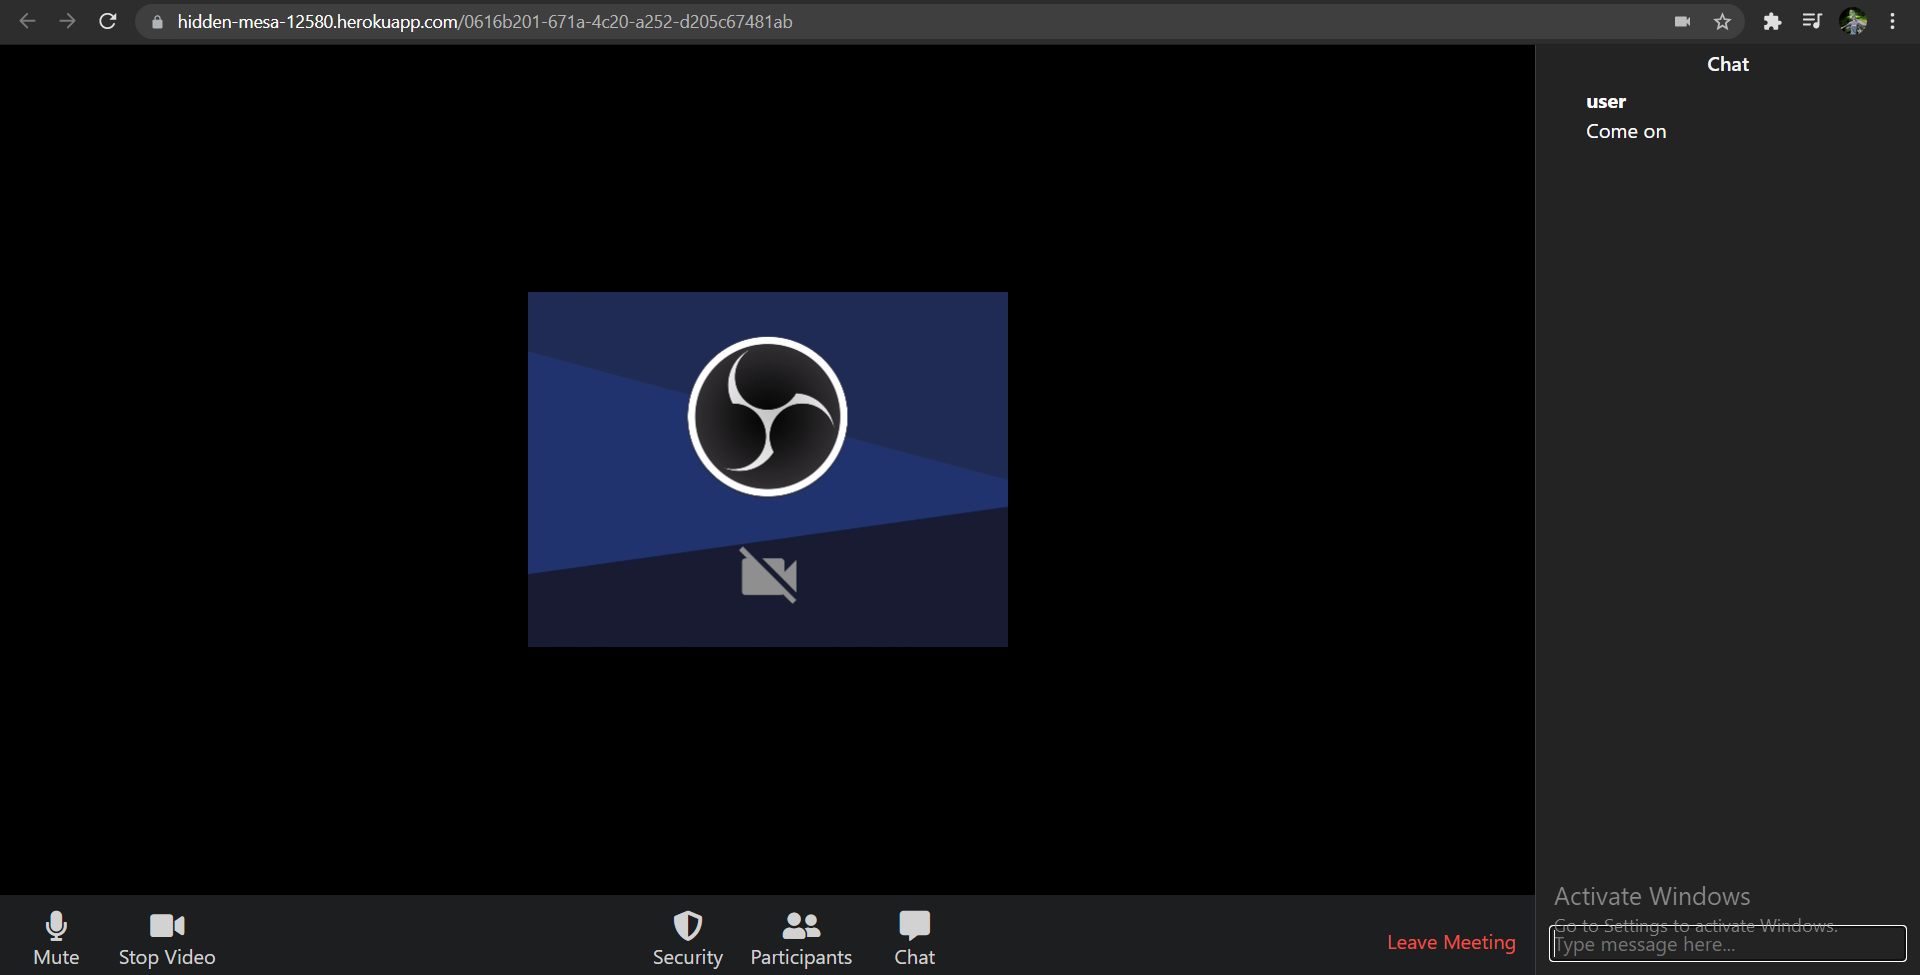 hidden-mesa-12580.herokuapp.com/0616b201-671a-4c20-a252-d205c67481ab
Chat
user
Come on
Activate Windows
Go to Settings to activate Windows.
Type message here...
Mute
Stop Video
Security
Participants
Chat
Leave Meeting